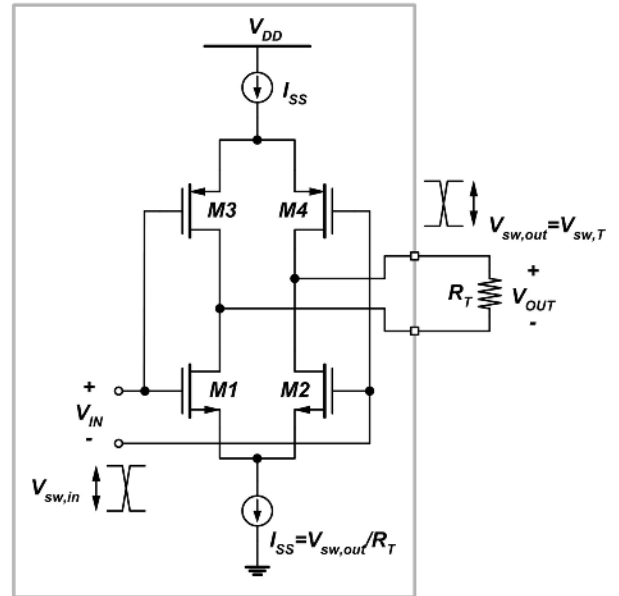 V_DD
I_SS
M3
M4
V_sw,out=V_sw,T
R_T
+
V_OUT
-
M1
M2
+
V_IN
-
V_sw,in
I_SS=V_sw,out/R_T